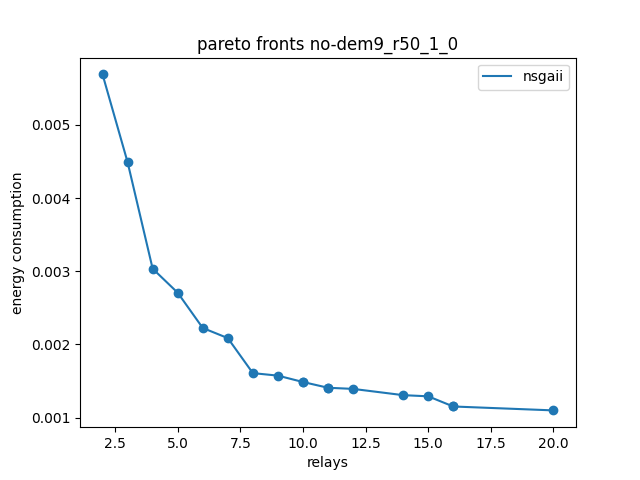 pareto fronts no-dem9_r50_1_0
nsgaii
energy consumption
0.005
0.004
0.003
0.002
0.001
2.5 5.0 7.5 10.0 12.5 15.0 17.5 20.0
relays